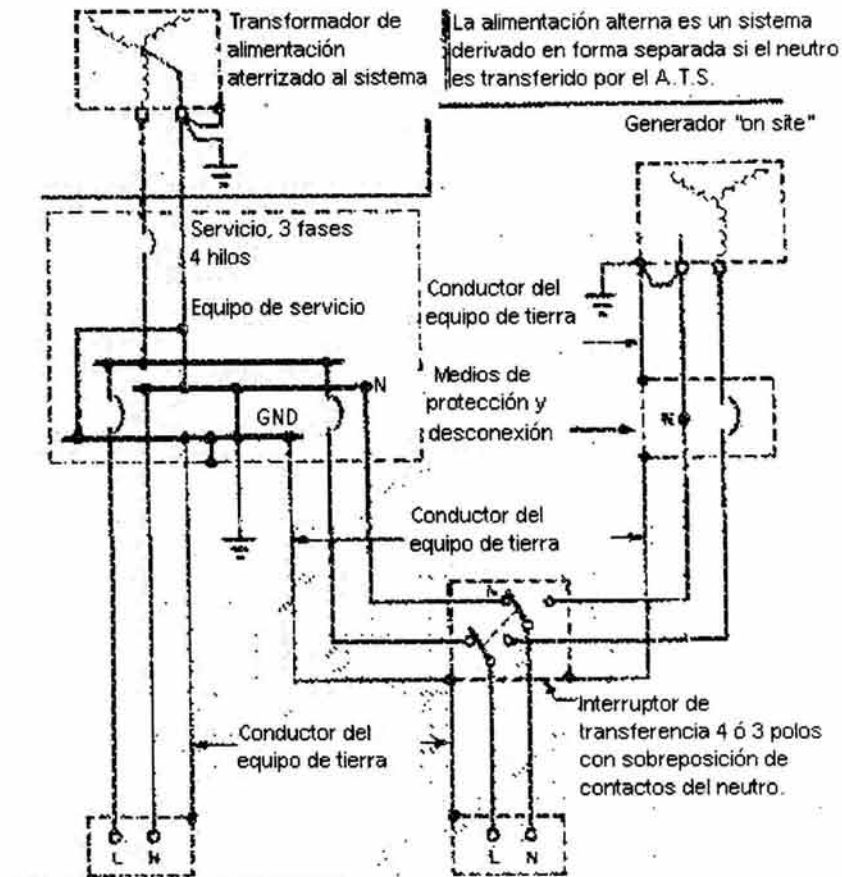 Transformador de
alimentación
aterrizado al sistema
La alimentación alterna es un sistema
derivado en forma separada si el neutro
es transferido por el A.T.S.
Generador "on site"
Servicio, 3 fases
4 hilos
Equipo de servicio
Conductor del
equipo de tierra
Medios de
protección y
desconexión
N
GND
N
Conductor del
equipo de tierra
N
Interruptor de
transferencia 4 ó 3 polos
con sobreposición de
contactos del neutro.
Conductor del
equipo de tierra
L N
L N